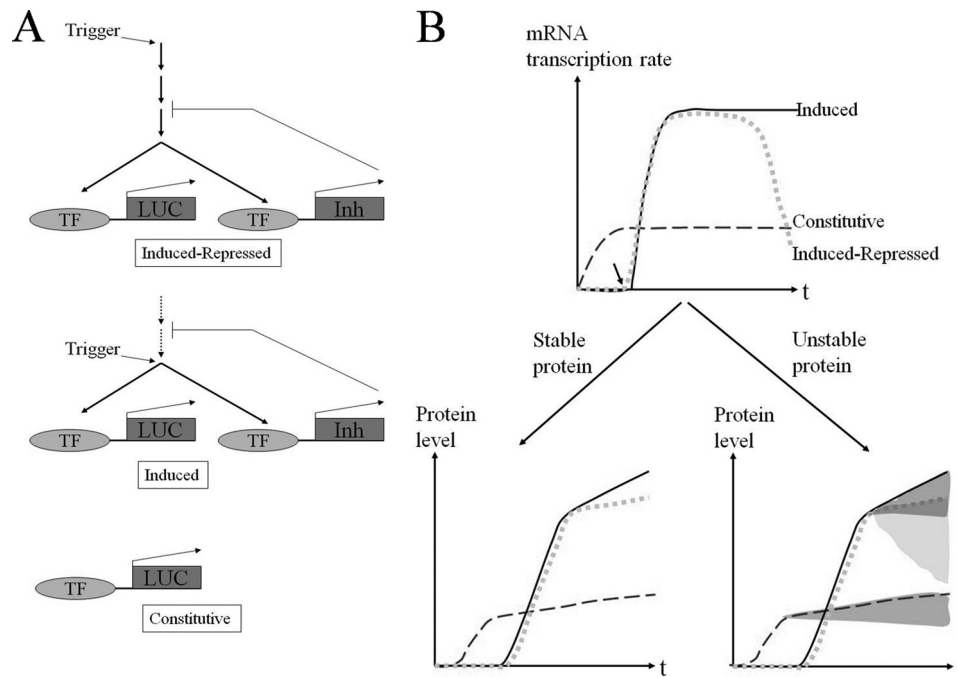 A
Trigger
TF
LUC
TF
Inh
Induced-Repressed
Trigger
TF
LUC
TF
Inh
Induced
TF
LUC
Constitutive
B
mRNA
transcription rate
Induced
Constitutive
Induced-Repressed
t
Stable
protein
Unstable
protein
Protein
level
t
Protein
level